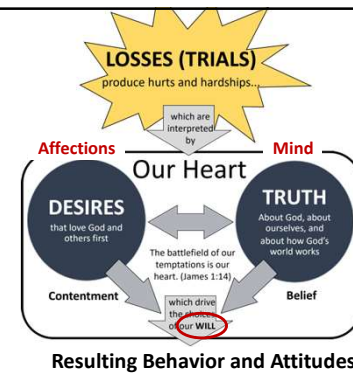 LOSSES (TRIALS)
produce hurts and hardships...
which are
interpreted
by
Affections
Mind
Our Heart
DESIRES
that love God and
others first
TRUTH
About God, about
ourselves, and
about how God's
world works
The battlefield of our
temptations is our
heart. (James 1:14)
Contentment
Belief
which drive
the choices
of our WILL
Resulting Behavior and Attitudes